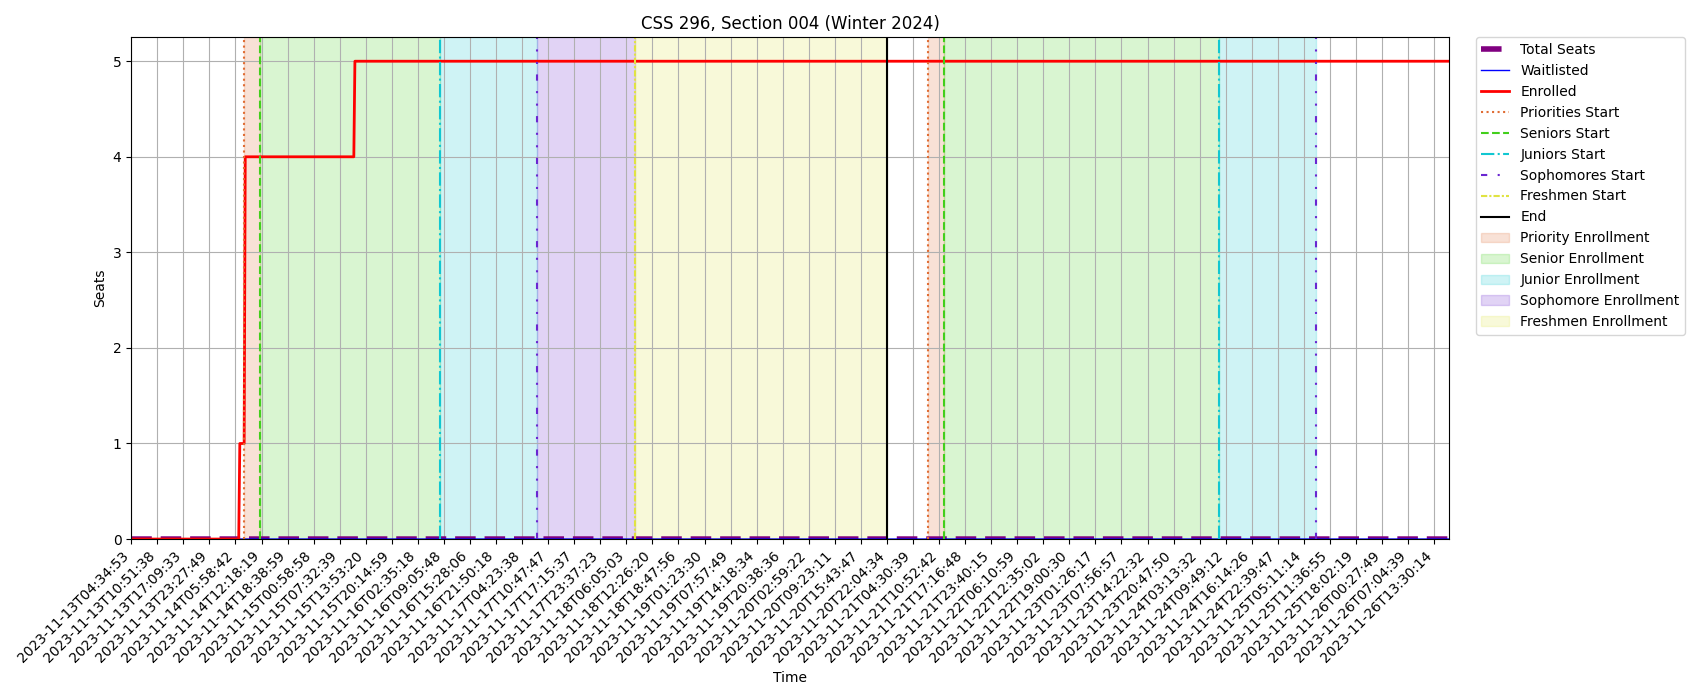 CSS 296, Section 004 (Winter 2024)
Seats
5
4
3
2
1
0
2023-11-13T04:34:53
2023-11-13T10:51:38
2023-11-13T17:09:33
2023-11-13T23:27:49
2023-11-14T05:58:42
2023-11-14T12:18:19
2023-11-14T18:38:59
2023-11-15T00:58:58
2023-11-15T07:32:39
2023-11-15T13:53:20
2023-11-15T20:14:59
2023-11-16T02:35:18
2023-11-16T09:05:48
2023-11-16T15:28:06
2023-11-16T21:50:18
2023-11-17T04:23:38
2023-11-17T10:47:47
2023-11-17T17:15:37
2023-11-17T23:37:23
2023-11-18T06:05:03
2023-11-18T12:26:20
2023-11-18T18:47:56
2023-11-19T01:23:30
2023-11-19T07:57:49
2023-11-19T14:18:34
2023-11-19T20:38:36
2023-11-20T02:59:22
2023-11-20T09:23:11
2023-11-20T15:43:47
2023-11-20T22:04:34
2023-11-21T04:30:39
2023-11-21T10:52:42
2023-11-21T17:16:48
2023-11-21T23:40:15
2023-11-22T06:10:59
2023-11-22T12:35:02
2023-11-22T19:00:30
2023-11-23T01:26:17
2023-11-23T07:56:57
2023-11-23T14:22:32
2023-11-23T20:47:50
2023-11-24T03:13:32
2023-11-24T09:49:12
2023-11-24T16:14:26
2023-11-24T22:39:47
2023-11-25T05:11:14
2023-11-25T11:36:55
2023-11-25T18:02:19
2023-11-26T00:27:49
2023-11-26T07:04:39
2023-11-26T13:30:14
Time
Total Seats
Waitlisted
Enrolled
Priorities Start
Seniors Start
Juniors Start
Sophomores Start
Freshmen Start
End
Priority Enrollment
Senior Enrollment
Junior Enrollment
Sophomore Enrollment
Freshmen Enrollment